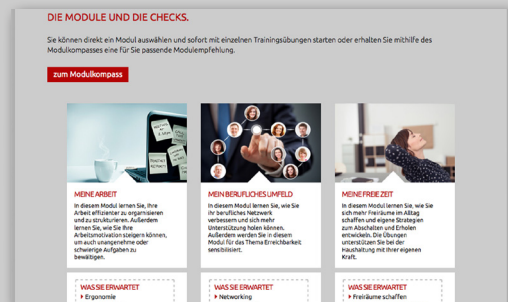 DIE MODULE UND DIE CHECKS.
Sie können direkt ein Modul auswählen und sofort mit einzelnen Trainingsübungen starten oder erhalten Sie mithilfe des
Modulkompasses eine für Sie passende Modulempfehlung.
zum Modulkompass
MEINE ARBEIT
In diesem Modul lernen Sie, Ihre
Arbeit effizienter zu organisieren
und zu strukturieren. Außerdem
lernen Sie, wie Sie Ihre
Arbeitsmotivation steigern können,
um auch unangenehme oder
schwierige Aufgaben zu
bewältigen.
WAS SIE ERWARTET
Ergonomie
MEIN BERUFLICHES UMFELD
In diesem Modul lernen Sie, wie Sie
ihr berufliches Netzwerk
verbessern und sich mehr
Unterstützung holen können.
Außerdem werden Sie in diesem
Modul für das Thema Erreichbarkeit
sensibilisiert.
WAS SIE ERWARTET
Networking
MEINE FREIE ZEIT
In diesem Modul lernen Sie, wie Sie
sich mehr Freiräume im Alltag
schaffen und eigene Strategien
zum Abschalten und Erholen
entwickeln. Die Übungen
unterstützen Sie bei der
Haushaltung mit Ihrer eigenen
Kraft.
WAS SIE ERWARTET
Freiräume schaffen